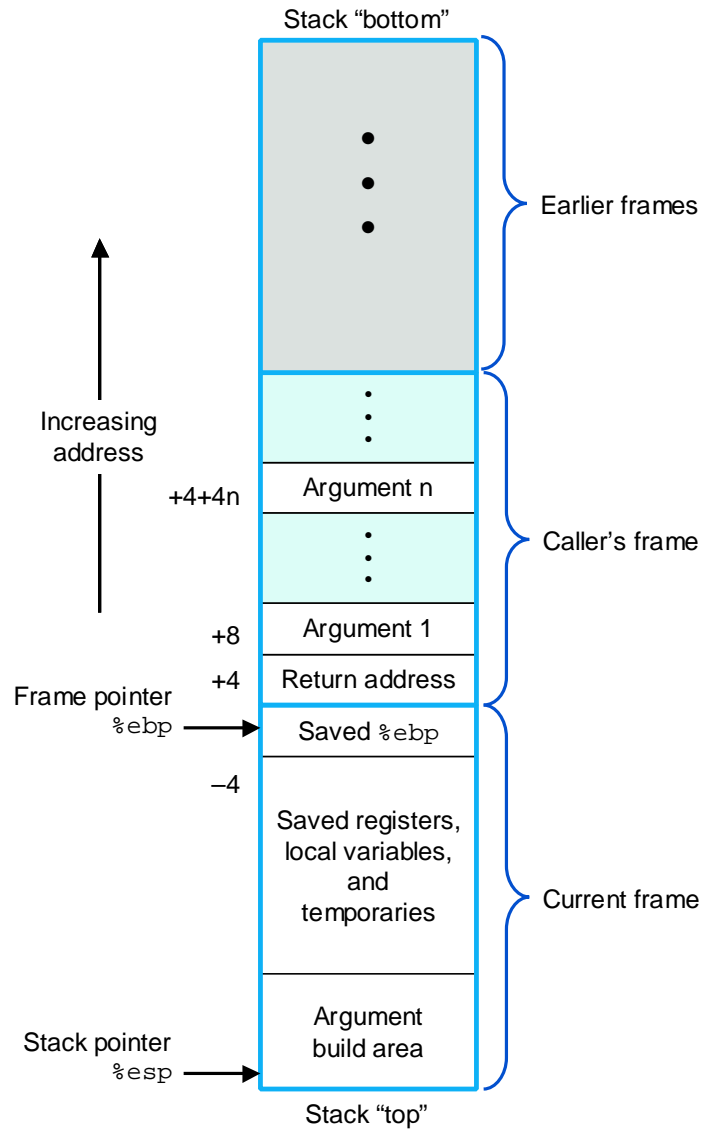 Stack “bottom”
Earlier frames
Increasing
address
+4+4n
Argument n
Caller’s frame
+8
Argument 1
+4
Return address
Frame pointer
%ebp
Saved %ebp
–4
Saved registers,
local variables,
and
temporaries
Current frame
Argument
build area
Stack pointer
%esp
Stack “top”